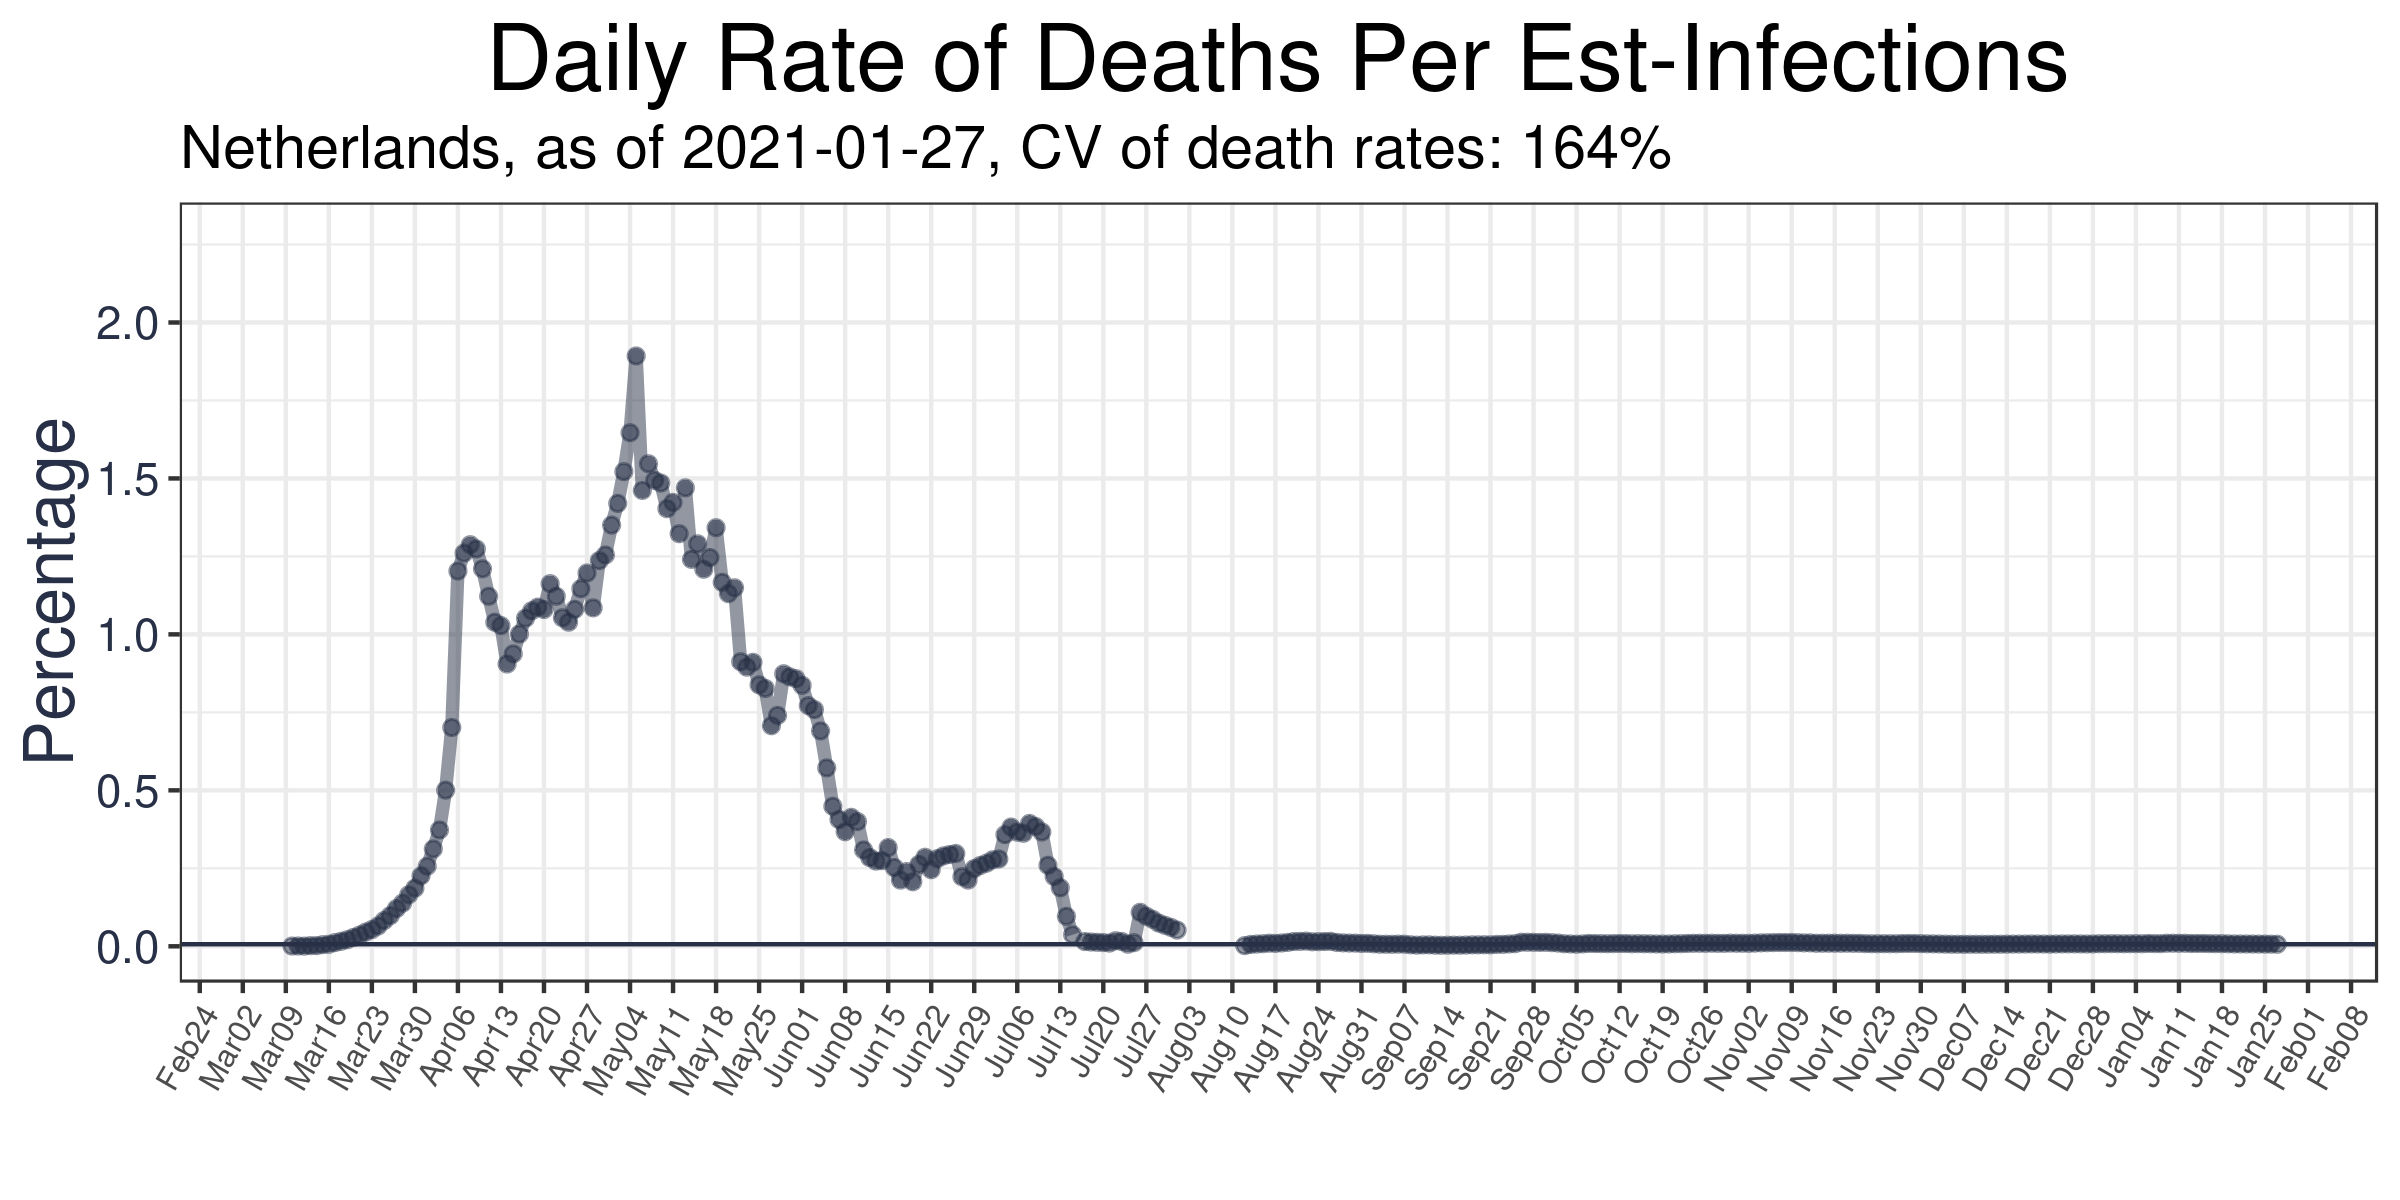 Daily Rate of Deaths Per Est-Infections
Netherlands, as of 2021-01-27, CV of death rates: 164%
Percentage
2.0
1.5
1.0
0.5
0.0
Feb24
Mar02
Mar09
Mar16
Mar23
Mar30
Apr06
Apr13
Apr20
Apr27
May04
May11
May18
May25
Jun01
Jun08
Jun15
Jun22
Jun29
Jul06
Jul13
Jul20
Jul27
Aug03
Aug10
Aug17
Aug24
Aug31
Sep07
Sep14
Sep21
Sep28
Oct05
Oct12
Oct19
Oct26
Nov02
Nov09
Nov16
Nov23
Nov30
Dec07
Dec14
Dec21
Dec28
Jan04
Jan11
Jan18
Jan25
Feb01
Feb08